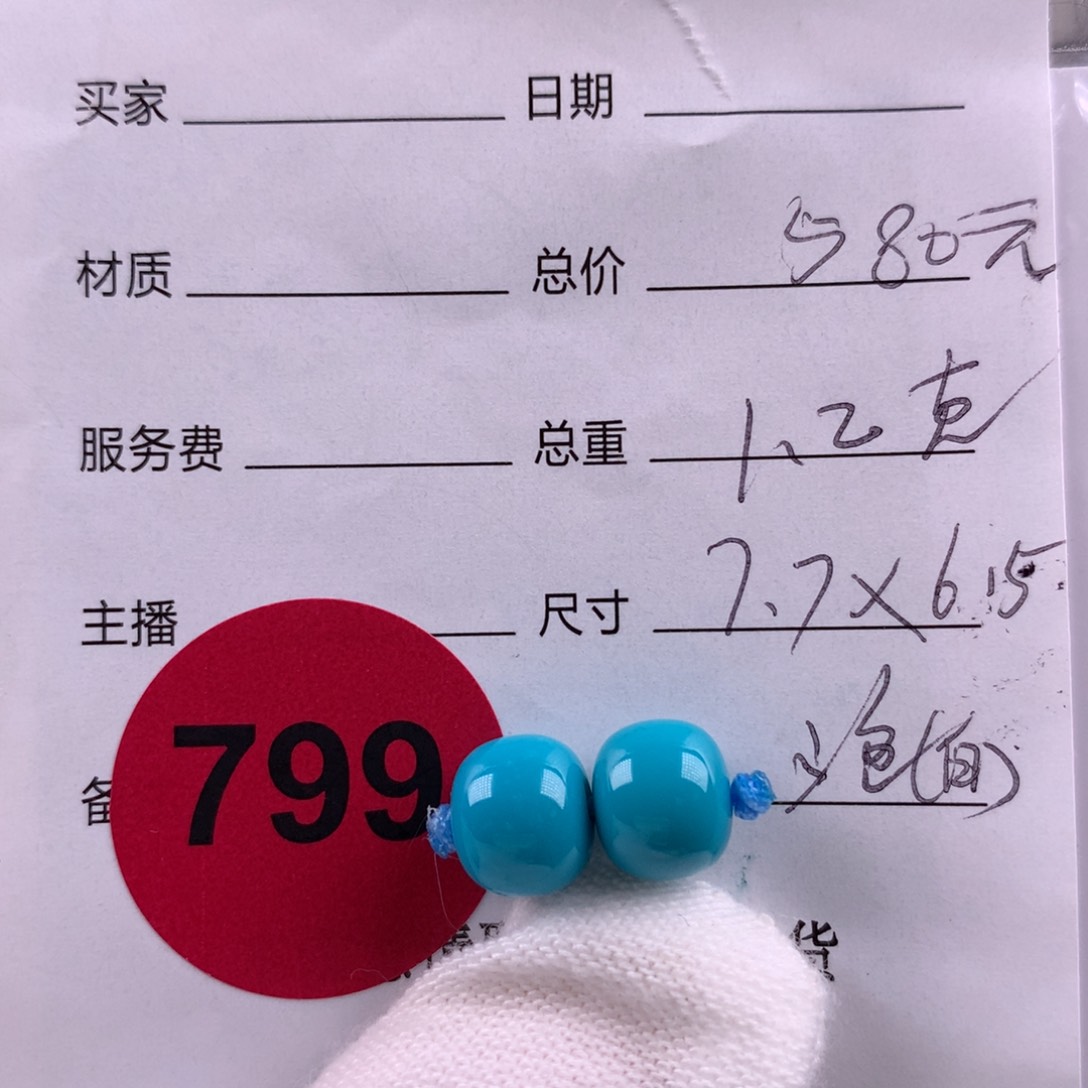 买家 日期
材质 总价 580元
服务费 总重 1.2克
主播 尺寸 7.7×6.15
799
货